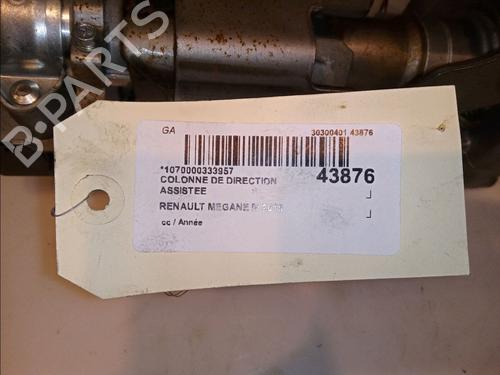 B-PARTS
GA 30300401 43876
*1070000333957
COLONNE DE DIRECTION 43876
ASSISTEE
RENAULT MEGANE
cc / Année